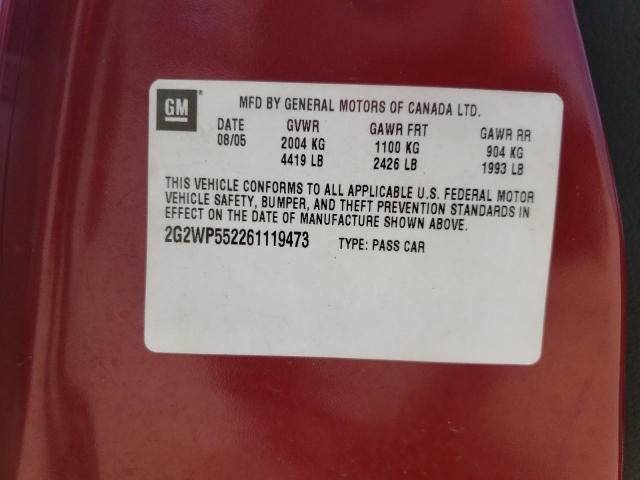 GM ® MFD BY GENERAL MOTORS OF CANADA LTD.
DATE GVWR GAWR FRT GAWR RR
08/05 2004 KG 1100 KG 904 KG
4419 LB 2426 LB 1993 LB
THIS VEHICLE CONFORMS TO ALL APPLICABLE U.S. FEDERAL MOTOR
VEHICLE SAFETY, BUMPER, AND THEFT PREVENTION STANDARDS IN
EFFECT ON THE DATE OF MANUFACTURE SHOWN ABOVE.
2G2WP552261119473 TYPE: PASS CAR